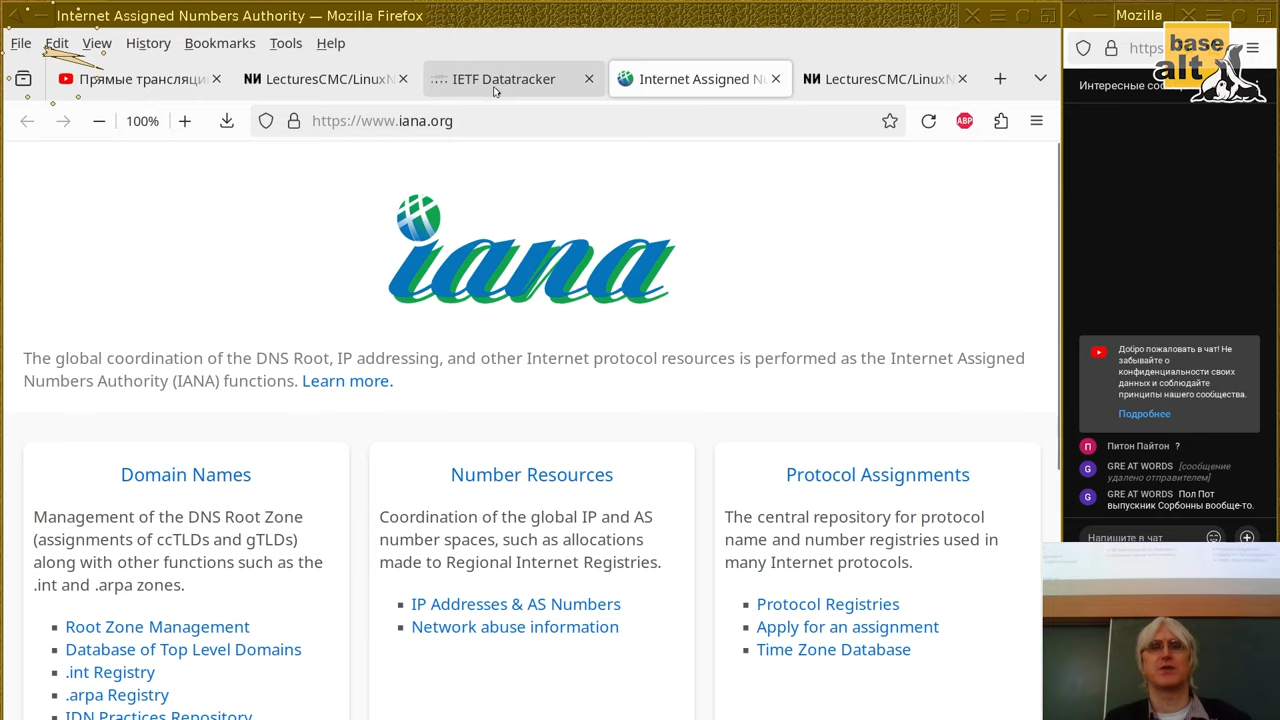 Internet Assigned Numbers Authority — Mozilla Firefox
Mozilla
File Edit View History Bookmarks Tools Help
Прямые трансляци
LecturesCMC/LinuxN
IETF Datatracker
Internet Assigned Nu
LecturesCMC/LinuxN
100%
https://www.iana.org
ABP
https
base
alt
Интересные
iana
The global coordination of the DNS Root, IP addressing, and other Internet protocol resources is performed as the Internet Assigned
Numbers Authority (IANA) functions. Learn more.
Domain Names
Management of the DNS Root Zone
(assignments of ccTLDs and gTLDs)
along with other functions such as the
.int and .arpa zones.
Root Zone Management
Database of Top Level Domains
.int Registry
.arpa Registry
IDN Practices Repository
Number Resources
Coordination of the global IP and AS
number spaces, such as allocations
made to Regional Internet Registries.
IP Addresses & AS Numbers
Network abuse information
Protocol Assignments
The central repository for protocol
name and number registries used in
many Internet protocols.
Protocol Registries
Apply for an assignment
Time Zone Database
Добро пожаловать в чат! Не
забывайте о
конфиденциальности своих
данных и соблюдайте
принципы нашего сообщества.
Подробнее
П Питон Пайтон ?
G GRE AT WORDS [сообщение
удалено отправителем]
G GRE AT WORDS Пол Пот
выпускник Сорбонны вообще-то.
Напишите в чат